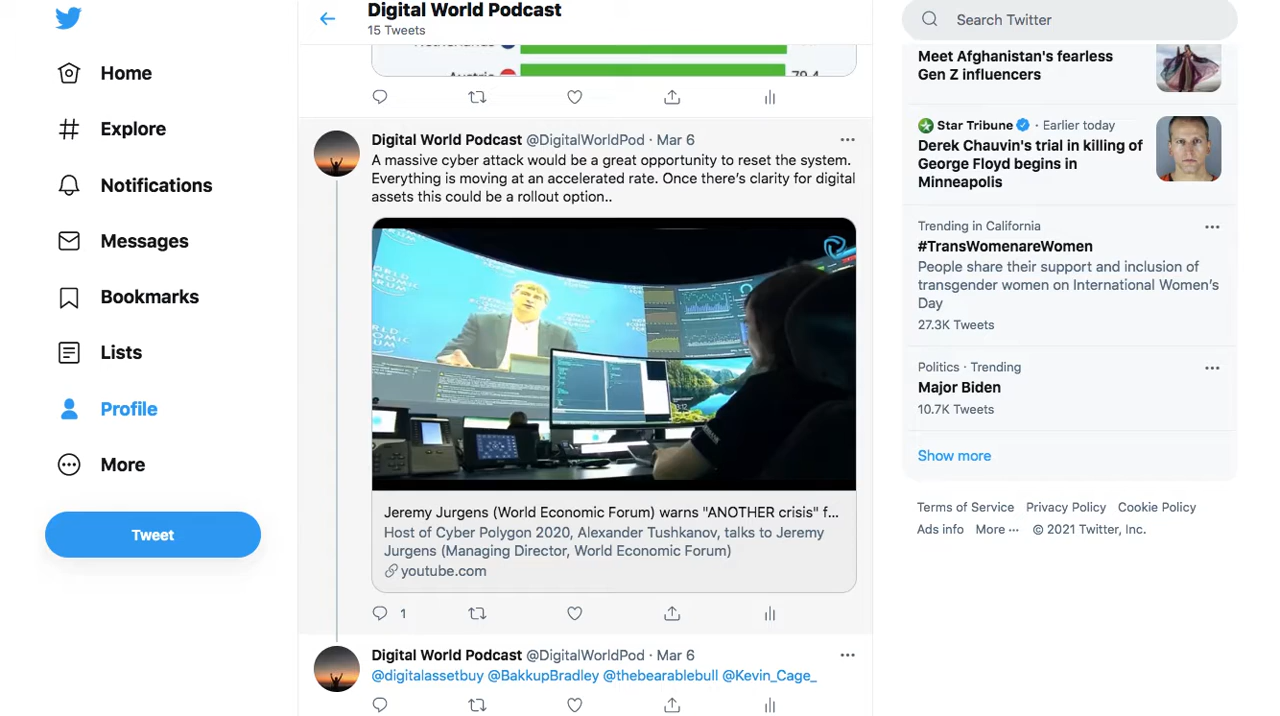 Home
Explore
Notifications
Messages
Bookmarks
Lists
Profile
More
Tweet
Digital World Podcast
15 Tweets
Austria
79.4
Digital World Podcast @DigitalWorldPod · Mar 6
A massive cyber attack would be a great opportunity to reset the system.
Everything is moving at an accelerated rate. Once there's clarity for digital
assets this could be a rollout option..
Jeremy Jurgens (World Economic Forum) warns "ANOTHER crisis" f...
Host of Cyber Polygon 2020, Alexander Tushkanov, talks to Jeremy
Jurgens (Managing Director, World Economic Forum)
youtube.com
1
Digital World Podcast @DigitalWorldPod · Mar 6
@digitalassetbuy @BakkupBradley @thebearablebull @Kevin_Cage_
Search Twitter
Meet Afghanistan's fearless
Gen Z influencers
Star Tribune · Earlier today
Derek Chauvin's trial in killing of
George Floyd begins in
Minneapolis
Trending in California
#TransWomenareWomen
People share their support and inclusion of
transgender women on International Women's
Day
27.3K Tweets
Politics · Trending
Major Biden
10.7K Tweets
Show more
Terms of Service Privacy Policy Cookie Policy
Ads info More ··· © 2021 Twitter, Inc.